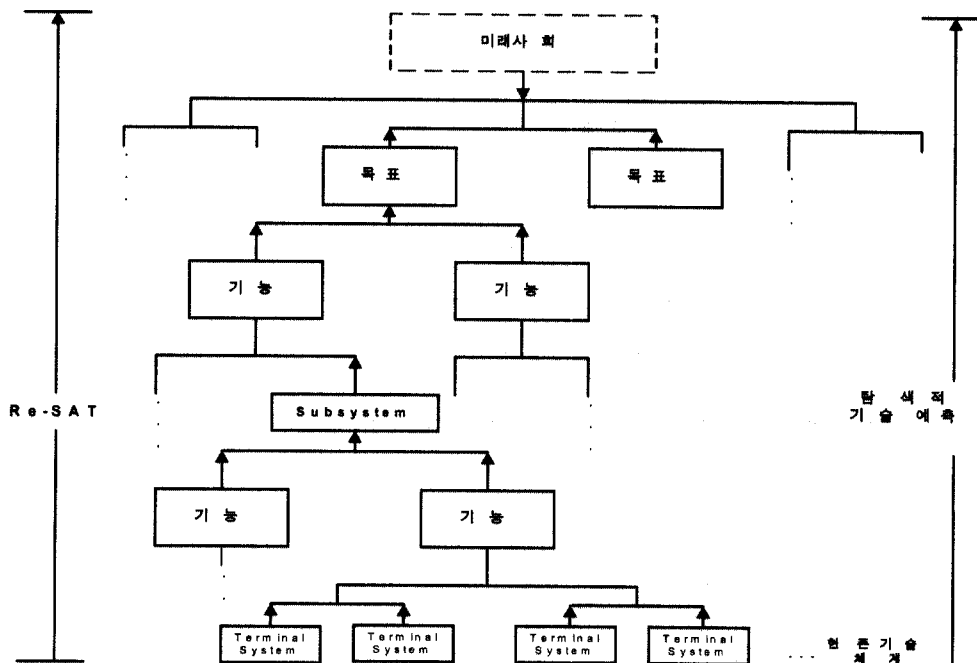 미래사 회
목 표
목 표
기 능
기 능
Re-SAT
Subsystem
탐 색적
기 술 예 측
기 능
기 능
Terminal
System
Terminal
System
Terminal
System
Terminal
System
현 존 기 술
체 계